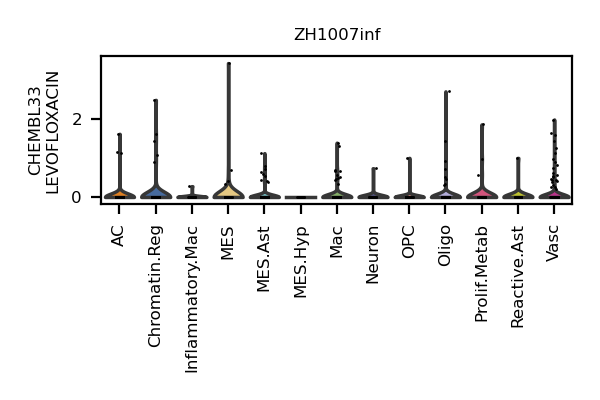 ZH1007inf
CHEMBL33
LEVOFLOXACIN
2
0
AC
Chromatin.Reg
Inflammatory.Mac
MES
MES.Ast
MES.Hyp
Mac
Neuron
OPC
Oligo
Prolif.Metab
Reactive.Ast
Vasc